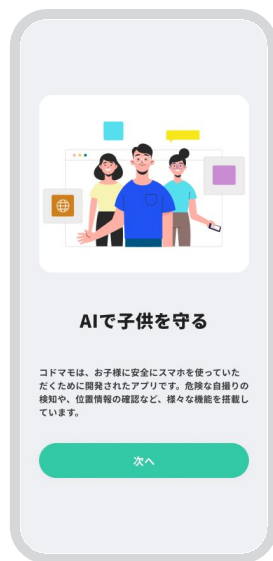 AIで子供を守る
コドマモは、お子様に安全にスマホを使っていた
だくために開発されたアプリです。危険な自撮りの
検知や、位置情報の確認など、様々な機能を搭載し
ています。
次へ